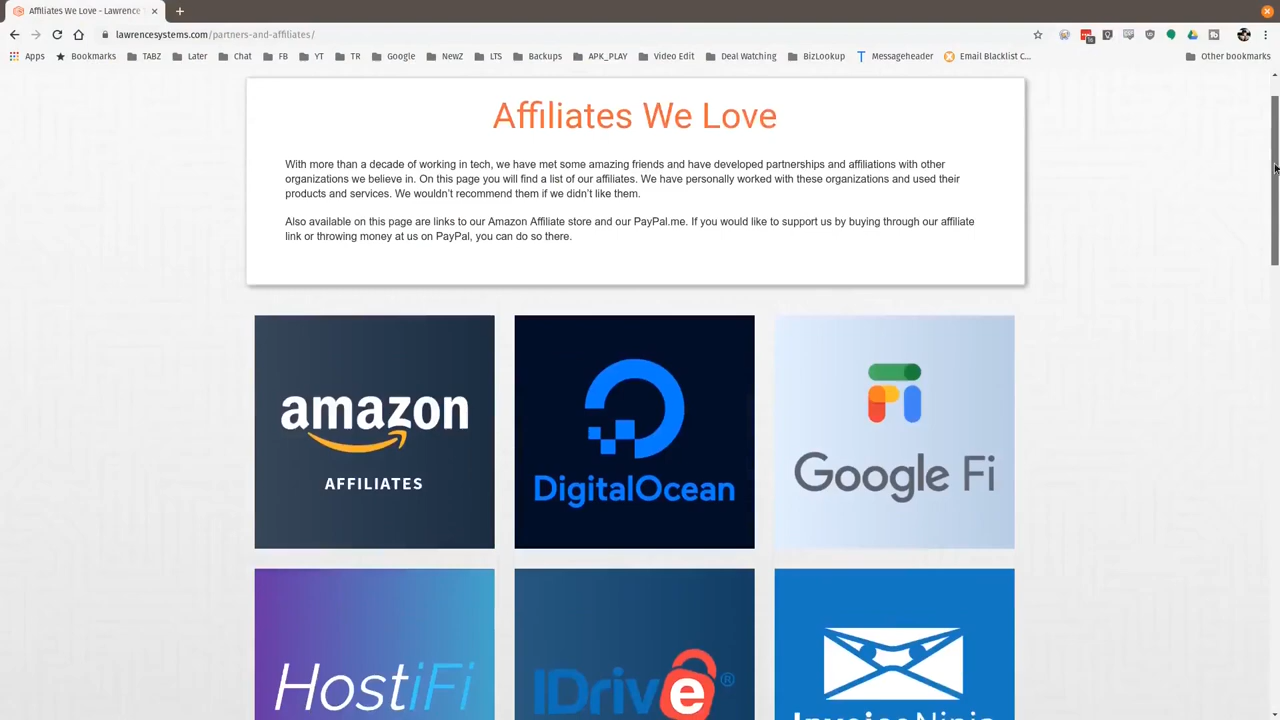 Affiliates We Love - Lawrence
lawrencesystems.com/partners-and-affiliates/
Apps Bookmarks TABZ Later Chat FB YT TR Google NewZ LTS Backups APK_PLAY Video Edit Deal Watching BizLookup Messageheader Email Blacklist C... Other bookmarks
Affiliates We Love
With more than a decade of working in tech, we have met some amazing friends and have developed partnerships and affiliations with other
organizations we believe in. On this page you will find a list of our affiliates. We have personally worked with these organizations and used their
products and services. We wouldn't recommend them if we didn't like them.
Also available on this page are links to our Amazon Affiliate store and our PayPal.me. If you would like to support us by buying through our affiliate
link or throwing money at us on PayPal, you can do so there.
amazon
AFFILIATES
DigitalOcean
Fi
Google Fi
HostiFi
IDrive®
InvoiceNinja